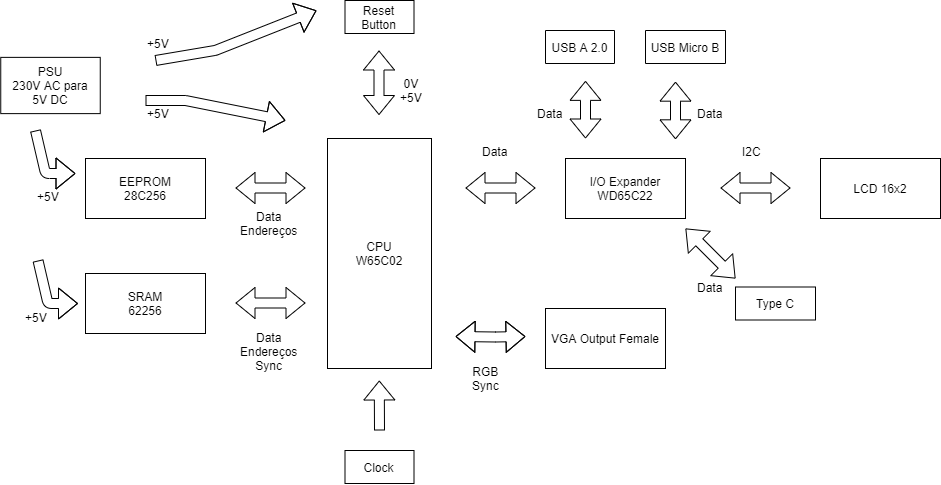 Reset
Button
+5V
USB A 2.0
USB Micro B
PSU
230V AC para
5V DC
0V
+5V
+5V
Data
Data
EEPROM
28C256
+5V
Data
Endereços
Data
I/O Expander
WD65C22
I2C
LCD 16x2
CPU
W65C02
SRAM
62256
+5V
Data
Endereços
Sync
Data
Type C
VGA Output Female
RGB
Sync
Clock